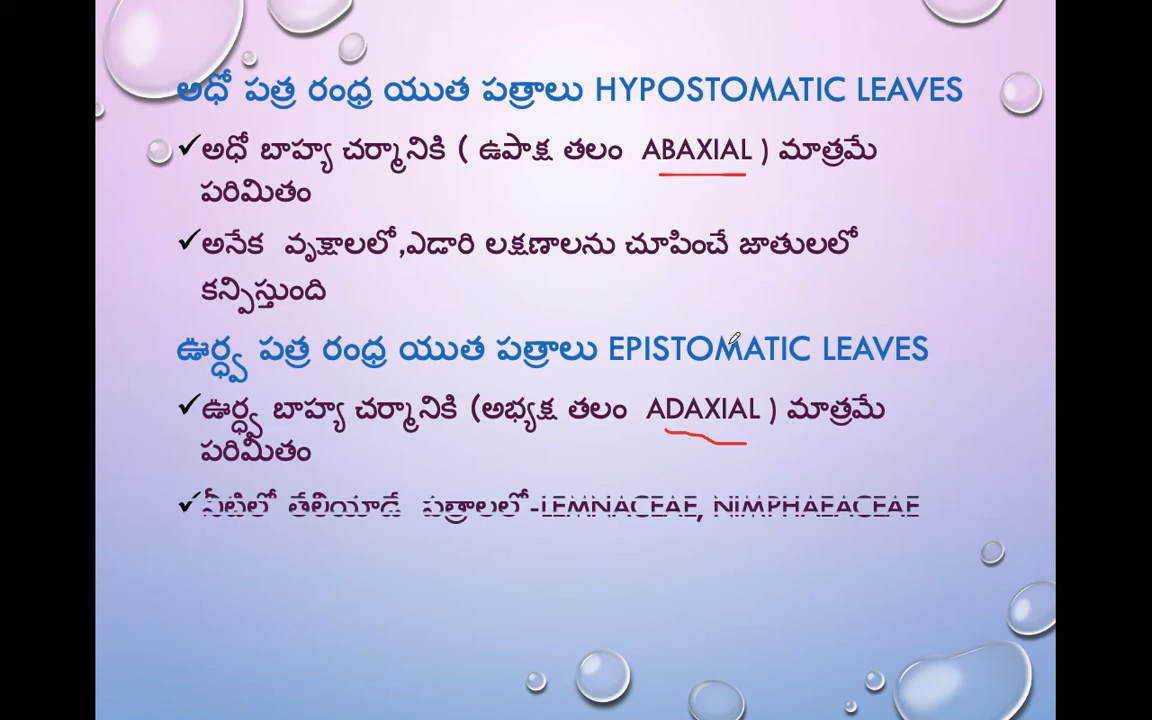 అధో పత్ర రంధ్ర యుత పత్రాలు HYPOSTOMATIC LEAVES
✓అధో బాహ్య చర్మానికి ( ఉపాక్ష తలం ABAXIAL ) మాత్రమే
పరిమితం
✓అనేక వృక్షాలలో,ఎడారి లక్షణాలను చూపించే జాతులలో
కన్పిస్తుంది
ఊర్ధ్వ పత్ర రంధ్ర యుత పత్రాలు EPISTOMATIC LEAVES
✓ఊర్ధ్వ బాహ్య చర్మానికి (అభ్యక్ష తలం ADAXIAL ) మాత్రమే
పరిమితం
✓నీటిలో తేలియాడే పత్రాలలో-LEMNACEAE, NIMPHAEACEAE